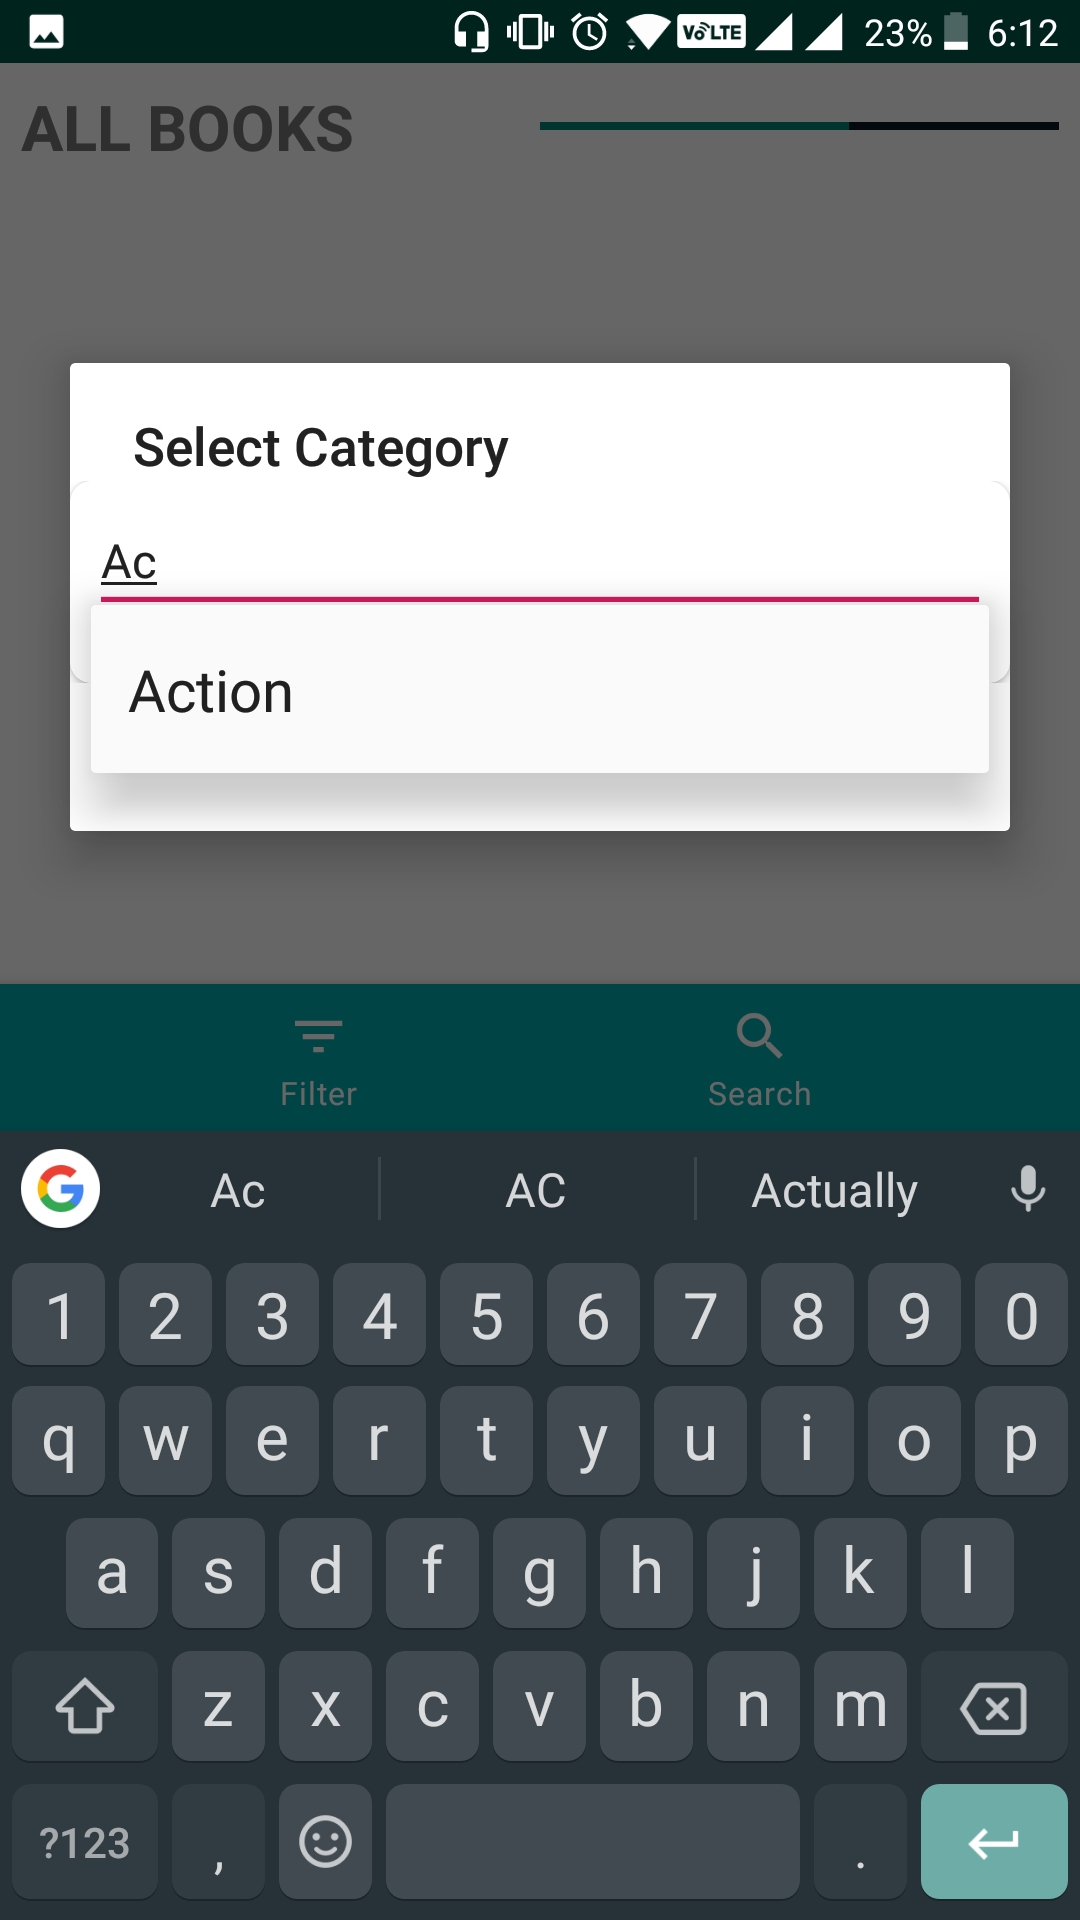 VoLTE 23% 6:12
ALL BOOKS
Select Category
Ac
Action
Filter Search
Ac AC Actually
1 2 3 4 5 6 7 8 9 0
q w e r t y u i o p
a s d f g h j k l
z x c v b n m
?123 , .